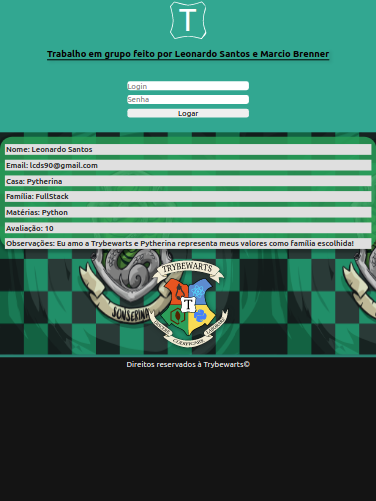 T
Trabalho em grupo feito por Leonardo Santos e Marcio Brenner
Login
Senha
Logar
Nome: Leonardo Santos
Email: lcds90@gmail.com
Casa: Pytherina
Família: FullStack
Matérias: Python
Avaliação: 10
Observações: Eu amo a Trybewarts e Pytherina representa meus valores como família escolhida!
TRYBEWARTS
T
SONSERINA
Direitos reservados à Trybewarts©